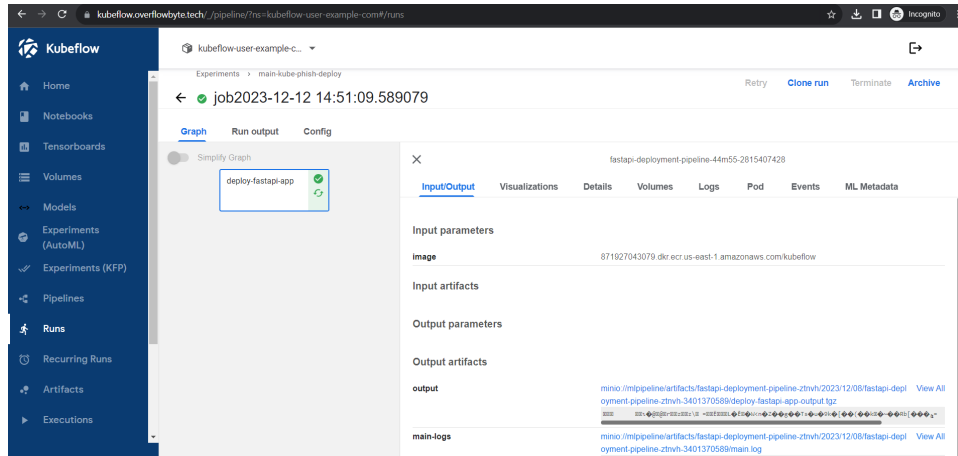 kubeflow.overflowbyte.tech/_/pipeline/?ns=kubeflow-user-example-com#/runs
Incognito
Kubeflow
kubeflow-user-example-c...
Home
Notebooks
Tensorboards
Volumes
Models
Experiments
(AutoML)
Experiments (KFP)
Pipelines
Runs
Recurring Runs
Artifacts
Executions
Experiments > main-kube-phish-deploy
job2023-12-12 14:51:09.589079
Retry Clone run Terminate Archive
Graph Run output Config
Simplify Graph
deploy-fastapi-app
fastapi-deployment-pipeline-44m55-2815407428
Input/Output Visualizations Details Volumes Logs Pod Events ML Metadata
Input parameters
image 871927043079.dkr.ecr.us-east-1.amazonaws.com/kubeflow
Input artifacts
Output parameters
Output artifacts
output minio://mlpipeline/artifacts/fastapi-deployment-pipeline-ztnvh/2023/12/08/fastapi-depl View All
oyment-pipeline-ztnvh-3401370589/deploy-fastapi-app-output.tgz
main-logs minio://mlpipeline/artifacts/fastapi-deployment-pipeline-ztnvh/2023/12/08/fastapi-depl View All
oyment-pipeline-ztnvh-3401370589/main.log